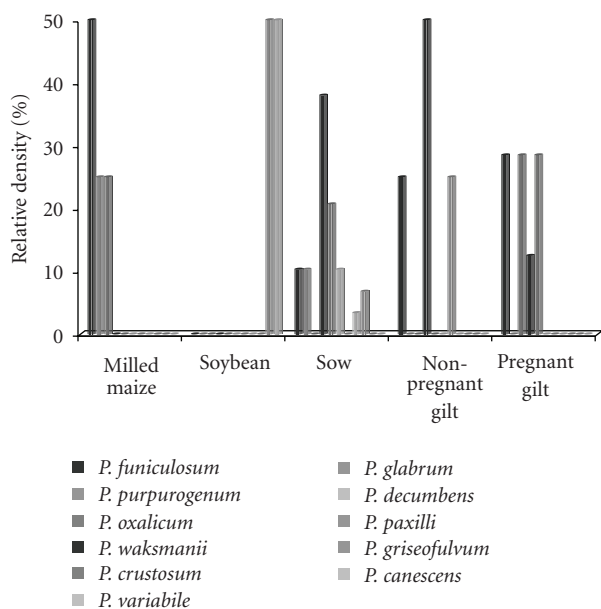 50
40
30
20
10
0
Relative density (%)
Milled maize
Soybean
Sow
Non-pregnant gilt
Pregnant gilt
P. funiculosum
P. purpurogenum
P. oxalicum
P. waksmanii
P. crustosum
P. variabile
P. glabrum
P. decumbens
P. paxilli
P. griseofulvum
P. canescens